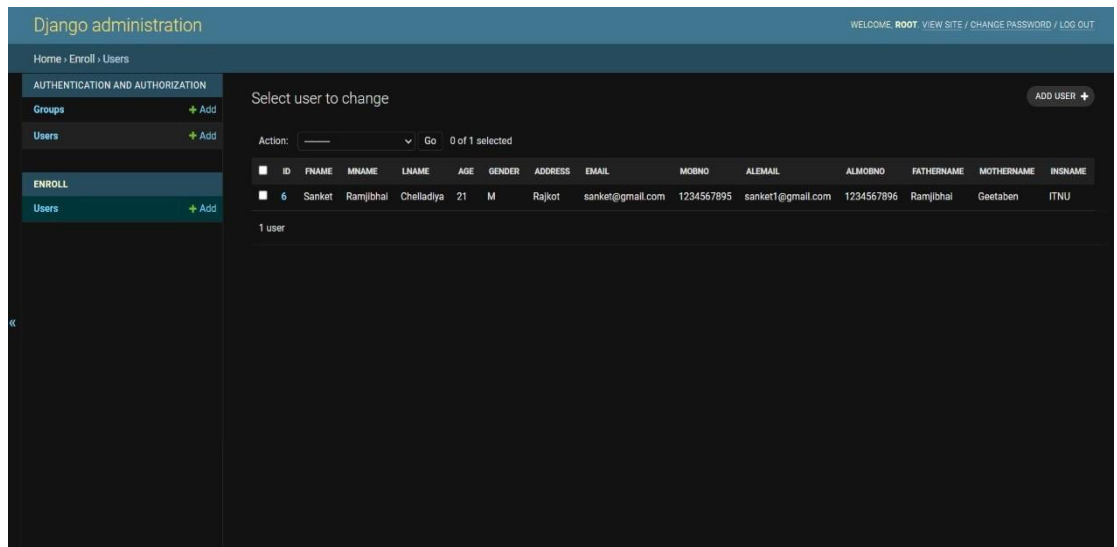 Django administration
WELCOME, ROOT. VIEW SITE / CHANGE PASSWORD / LOG OUT
Home › Enroll › Users
AUTHENTICATION AND AUTHORIZATION
Groups + Add
Users + Add
ENROLL
Users + Add
«
Select user to change
ADD USER +
Action: --------- Go 0 of 1 selected
ID FNAME MNAME LNAME AGE GENDER ADDRESS EMAIL MOBNO ALEMAIL ALMOBNO FATHERNAME MOTHERNAME INSNAME
6 Sanket Ramjibhai Chelladiya 21 M Rajkot sanket@gmail.com 1234567895 sanket1@gmail.com 1234567896 Ramjibhai Geetaben ITNU
1 user